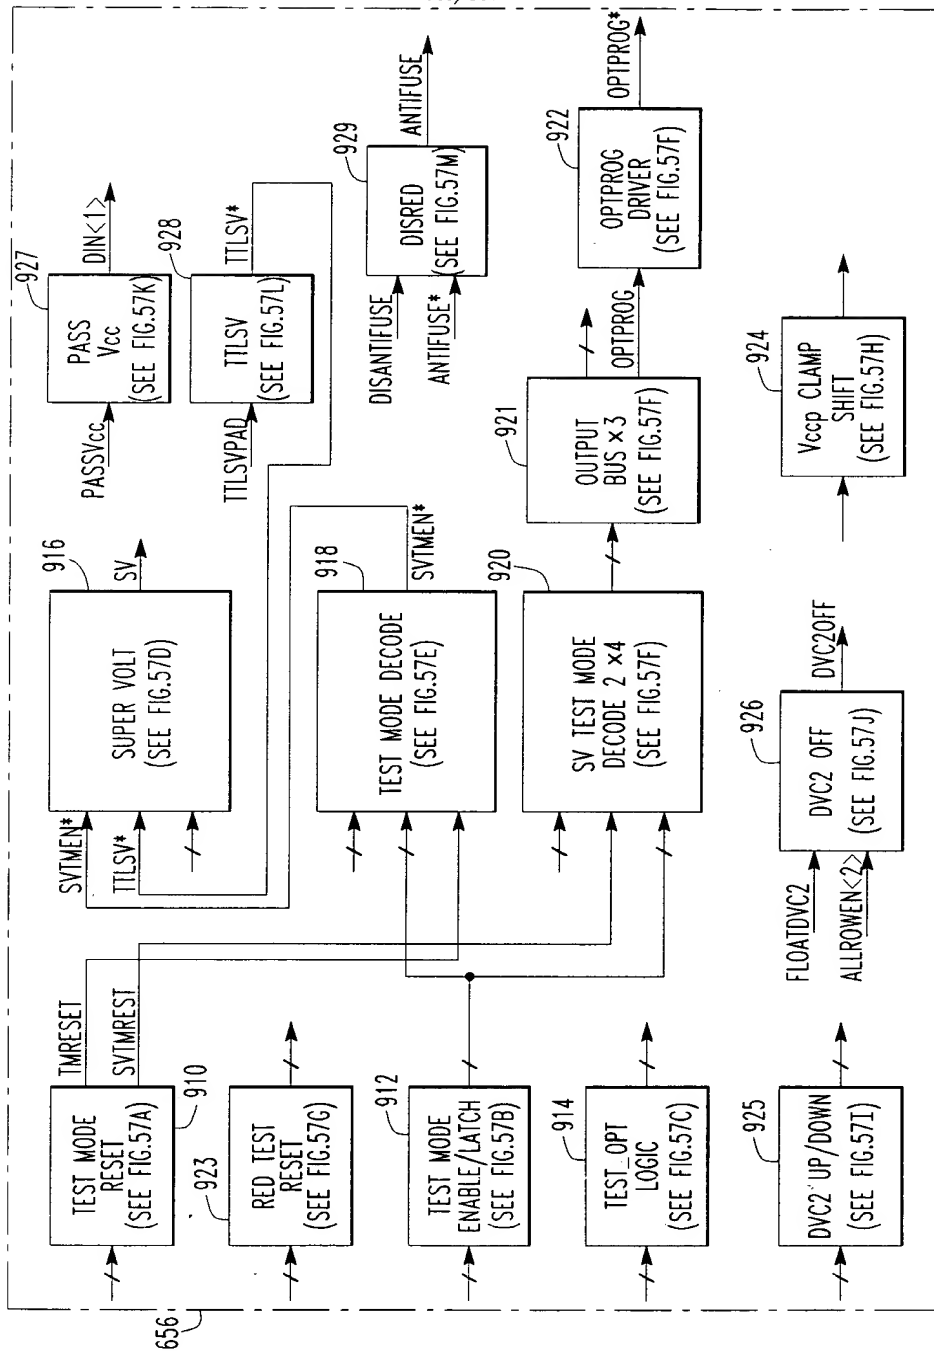 656
TEST MODE
RESET
(SEE FIG.57A)
910
TMRESET
SVTMREST
RED TEST
RESET
(SEE FIG.57G)
923
TEST MODE
ENABLE/LATCH
(SEE FIG.57B)
912
TEST_OPT
LOGIC
(SEE FIG.57C)
914
DVC2 UP/DOWN
(SEE FIG.57I)
925
SVTMEN*
TTLSV*
SUPER VOLT
(SEE FIG.57D)
916
SV
TEST MODE DECODE
(SEE FIG.57E)
918
SVTMEN*
SV TEST MODE
DECODE 2 x4
(SEE FIG.57F)
920
FLOATDVC2
ALLROWEN<2>
DVC2 OFF
(SEE FIG.57J)
926
DVC2OFF
PASSVcc
PASS
Vcc
(SEE FIG.57K)
927
DIN<1>
TTLSVPAD
TTLSV
(SEE FIG.57L)
928
TTLSV*
DISANTIFUSE
ANTIFUSE*
DISRED
(SEE FIG.57M)
929
ANTIFUSE
OUTPUT
BUS x3
(SEE FIG.57F)
921
OPTPROG
OPTPROG
DRIVER
(SEE FIG.57F)
922
OPTPROG*
Vccp CLAMP
SHIFT
(SEE FIG.57H)
924